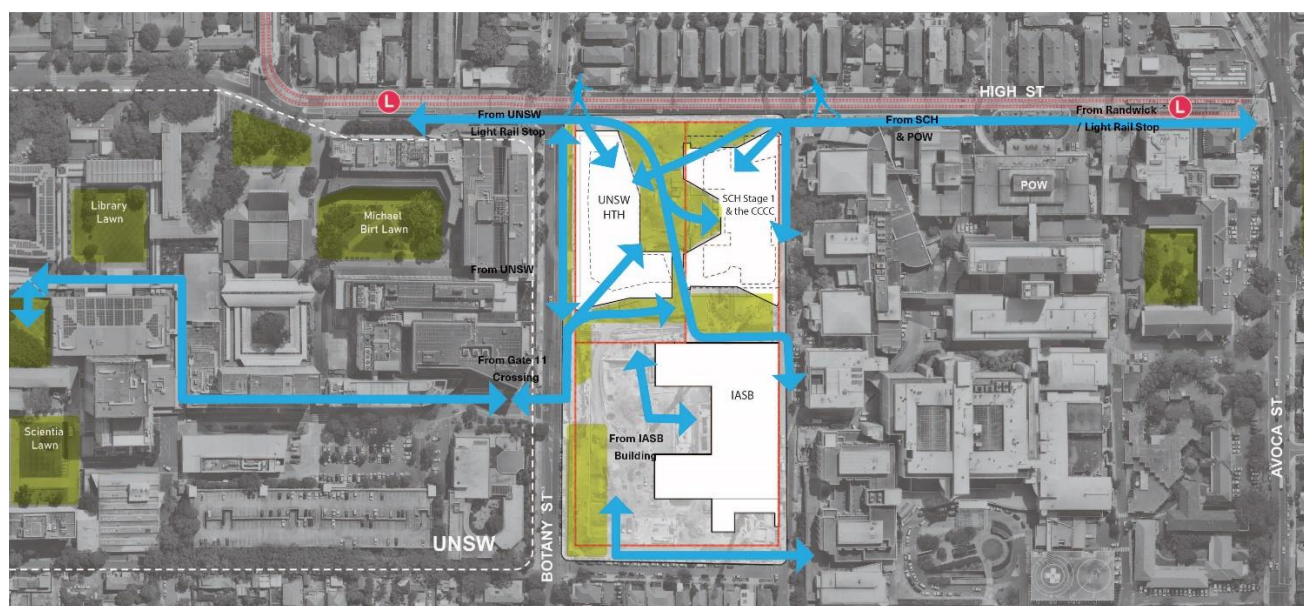 HIGH ST
L
L
From UNSW
Light Rail Stop
From SCH
& POW
From Randwick
/ Light Rail Stop
POW
UNSW
HTH
SCH Stage 1
& the CCCC
Library
Lawn
Michael
Birt Lawn
From UNSW
From Gate 11
Crossing
IASB
Scientia
Lawn
From IASB
Building
UNSW
BOTANY ST
AVOCA ST